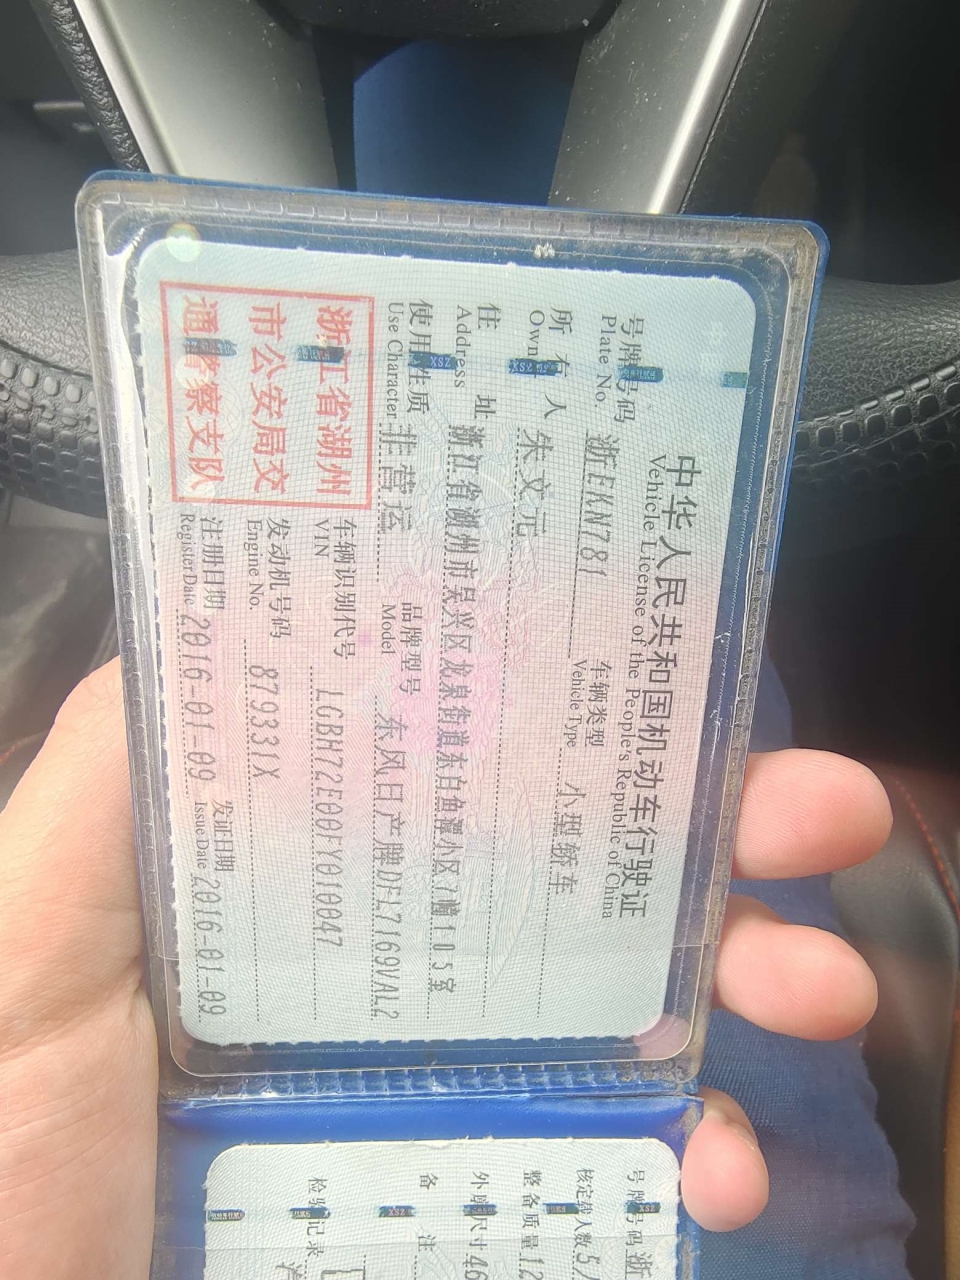 中华人民共和国机动车行驶证
Vehicle License of the People's Republic of China
号牌号码 浙EKN781 车辆类型 小型轿车
Plate No. Vehicle Type
所有人 朱文元
Owner
住址 浙江省湖州市吴兴区龙泉街道东白鱼潭小区7幢105室
Address
使用性质 非营运 品牌型号 东风日产牌DFL7169VAL2
Use Character Model
浙江省湖州
市公安局交
通警察支队
车辆识别代号 LGBH72E00FY010047
VIN
发动机号码 879331X
Engine No.
注册日期 2016-01-09 发证日期 2016-01-09
Register Date Issue Date
号牌号码 浙
核定载人数 5人
整备质量 12
外廓尺寸 46
备注
检验记录